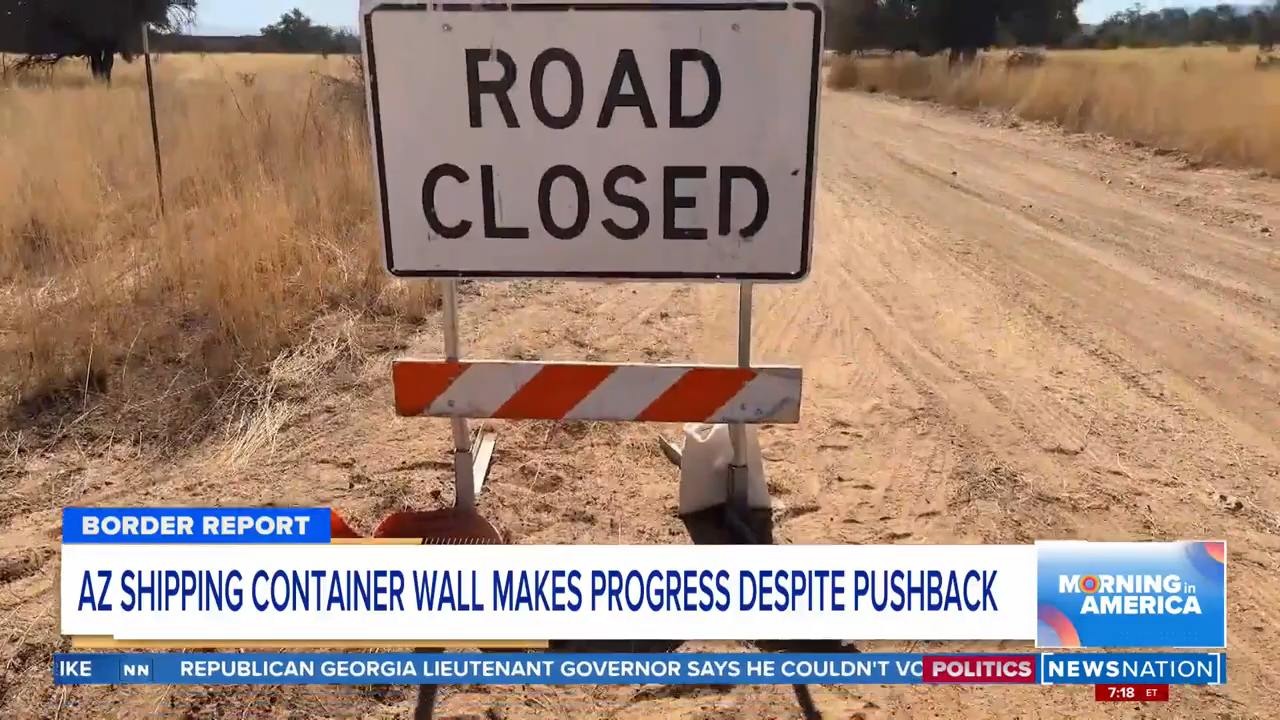 ROAD
CLOSED
BORDER REPORT
AZ SHIPPING CONTAINER WALL MAKES PROGRESS DESPITE PUSHBACK
MORNING in
AMERICA
IKE NN REPUBLICAN GEORGIA LIEUTENANT GOVERNOR SAYS HE COULDN'T VO POLITICS NEWSNATION
7:18 ET